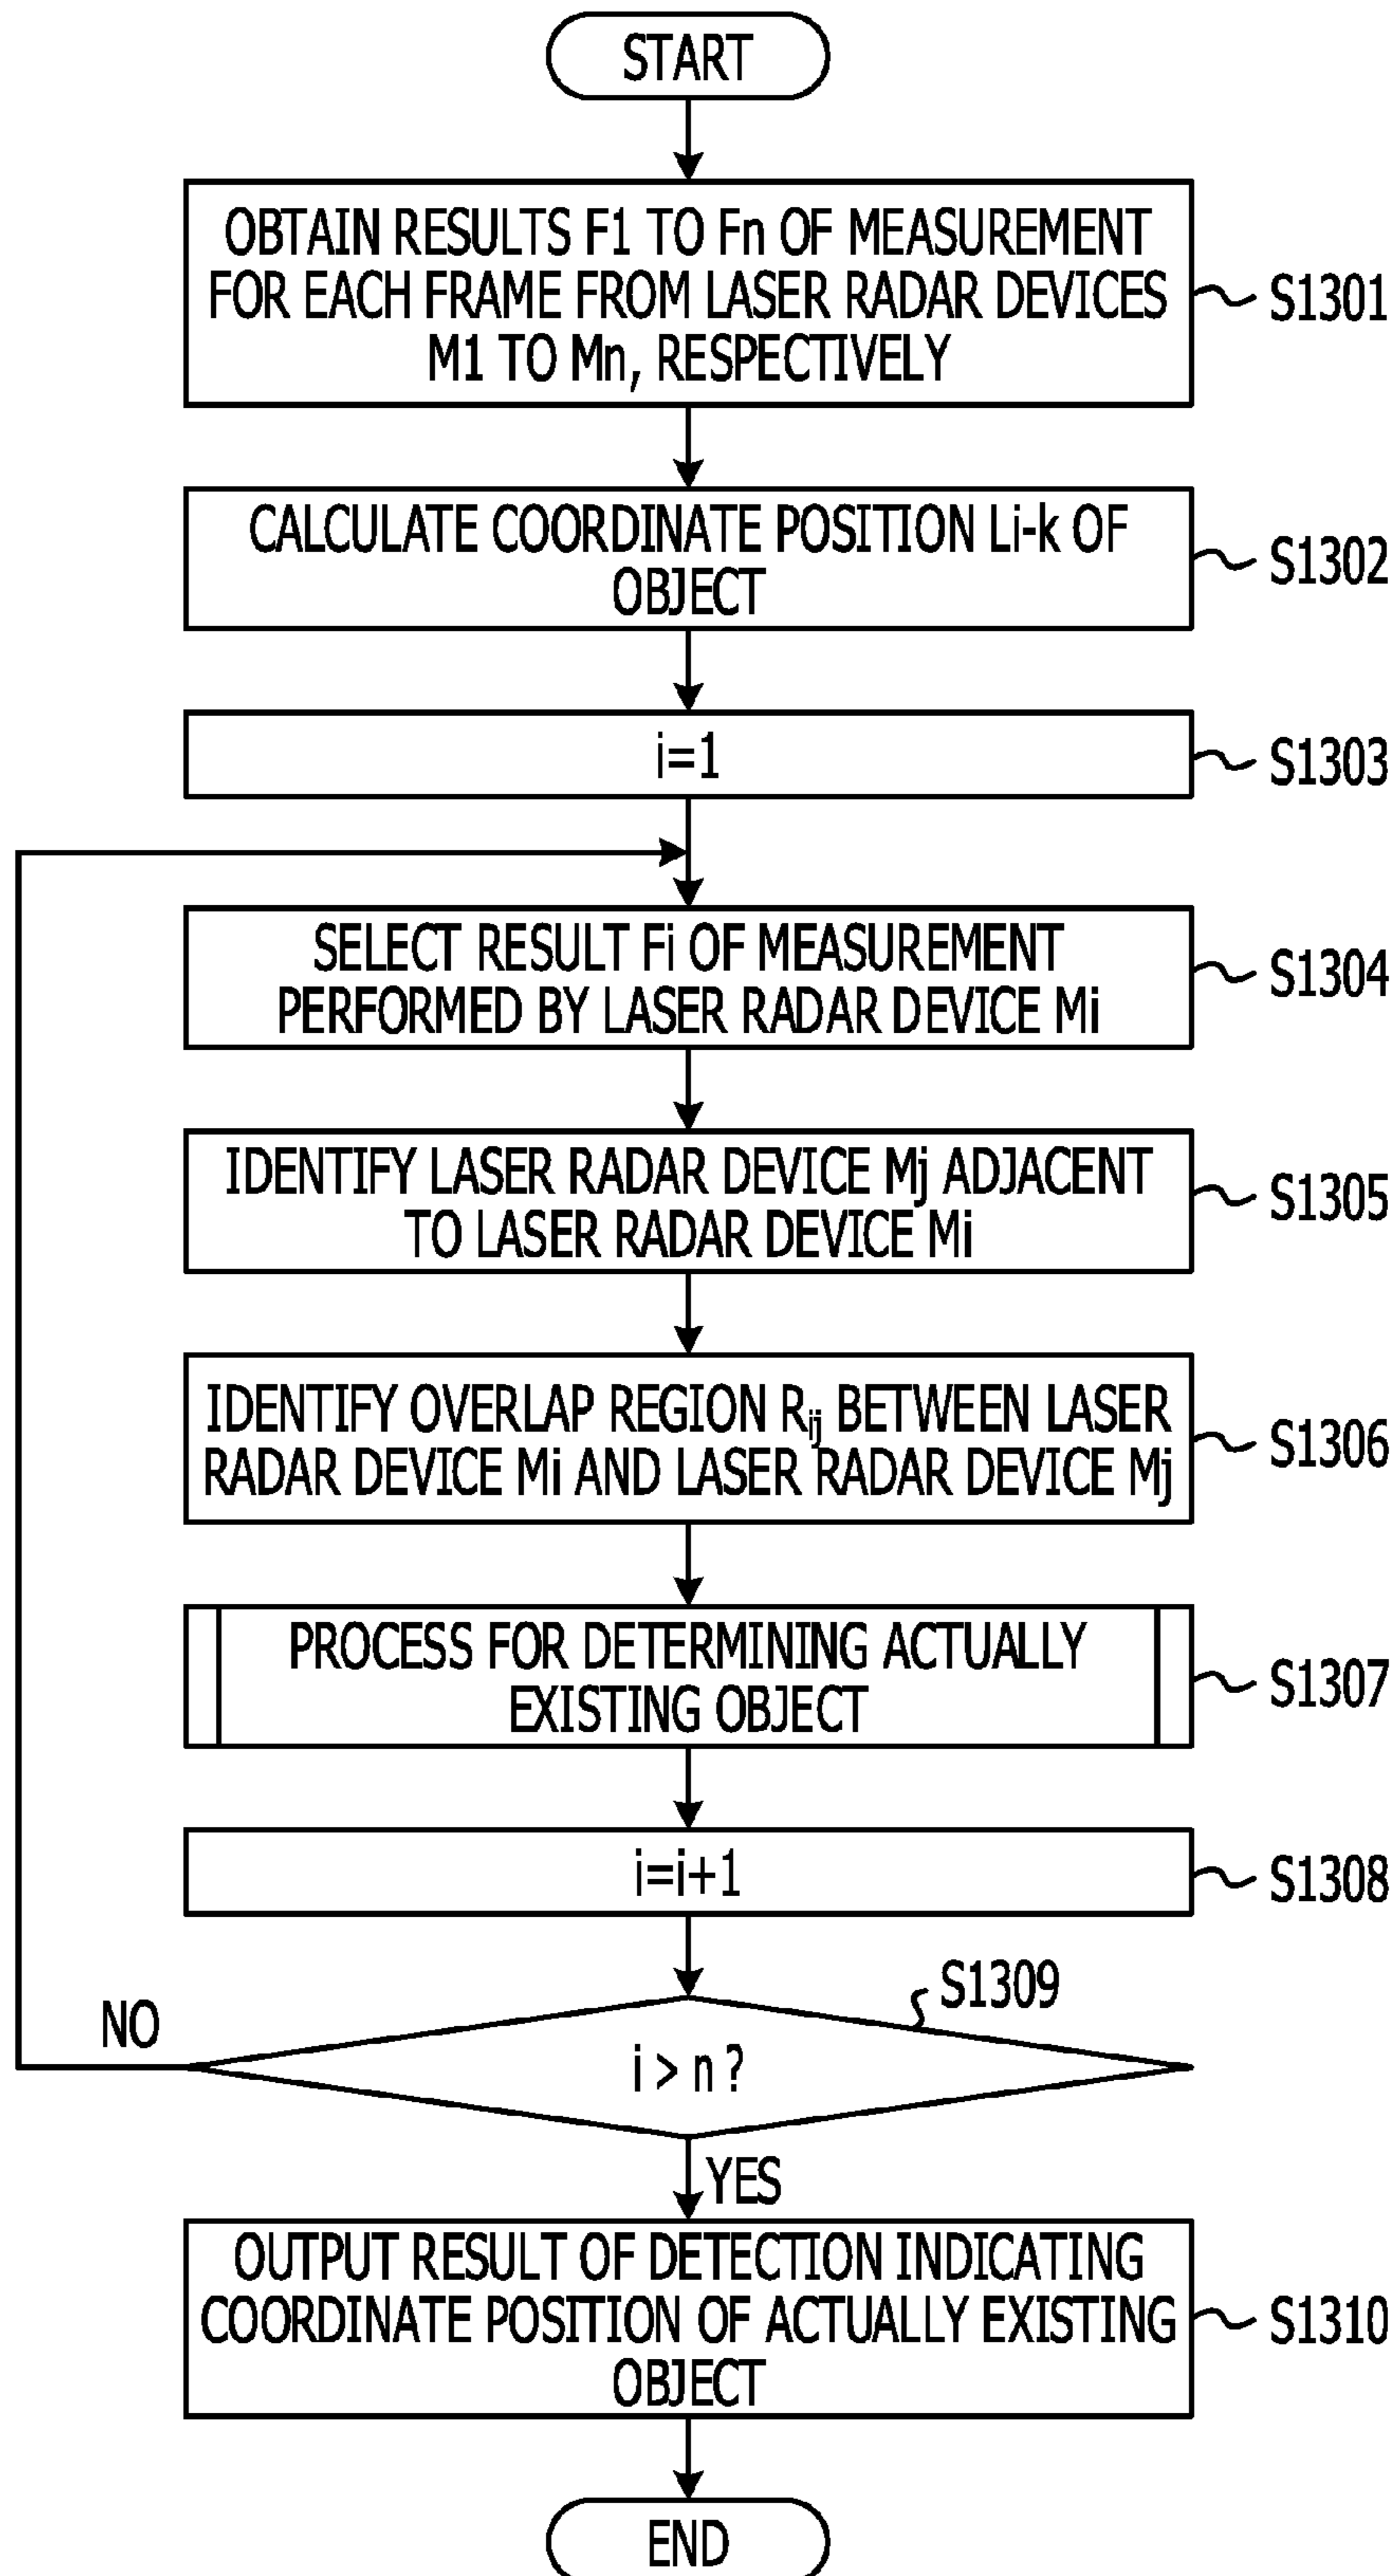 START
OBTAIN RESULTS F1 TO Fn OF MEASUREMENT
FOR EACH FRAME FROM LASER RADAR DEVICES
M1 TO Mn, RESPECTIVELY
S1301
CALCULATE COORDINATE POSITION Li-k OF
OBJECT
S1302
i=1
S1303
SELECT RESULT Fi OF MEASUREMENT
PERFORMED BY LASER RADAR DEVICE Mi
S1304
IDENTIFY LASER RADAR DEVICE Mj ADJACENT
TO LASER RADAR DEVICE Mi
S1305
IDENTIFY OVERLAP REGION Rij BETWEEN LASER
RADAR DEVICE Mi AND LASER RADAR DEVICE Mj
S1306
PROCESS FOR DETERMINING ACTUALLY
EXISTING OBJECT
S1307
i=i+1
S1308
S1309
NO
i > n ?
YES
OUTPUT RESULT OF DETECTION INDICATING
COORDINATE POSITION OF ACTUALLY EXISTING
OBJECT
S1310
END